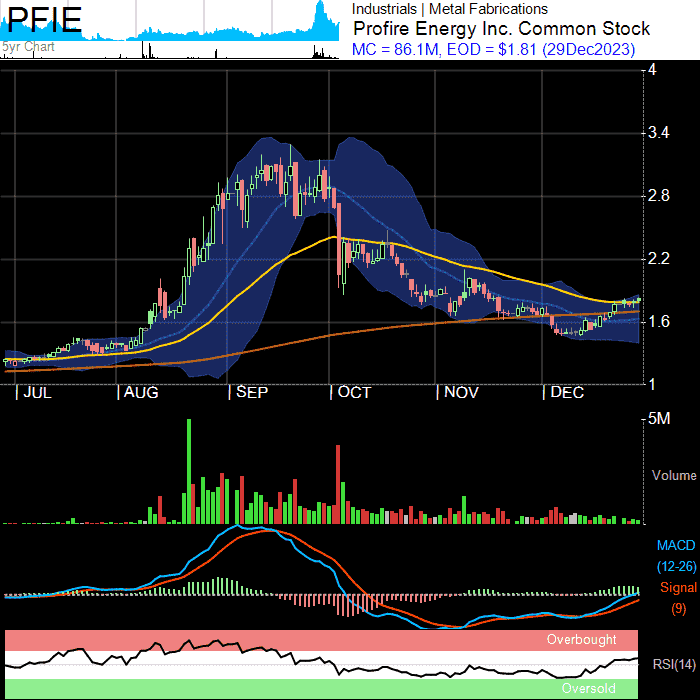 PFIE
5yr Chart
Industrials | Metal Fabrications
Profire Energy Inc. Common Stock
MC = 86.1M, EOD = $1.81 (29Dec2023)
4
3.4
2.8
2.2
1.6
1
| JUL | AUG | SEP | OCT | NOV | DEC
5M
Volume
MACD
(12-26)
Signal
(9)
Overbought
RSI(14)
Oversold